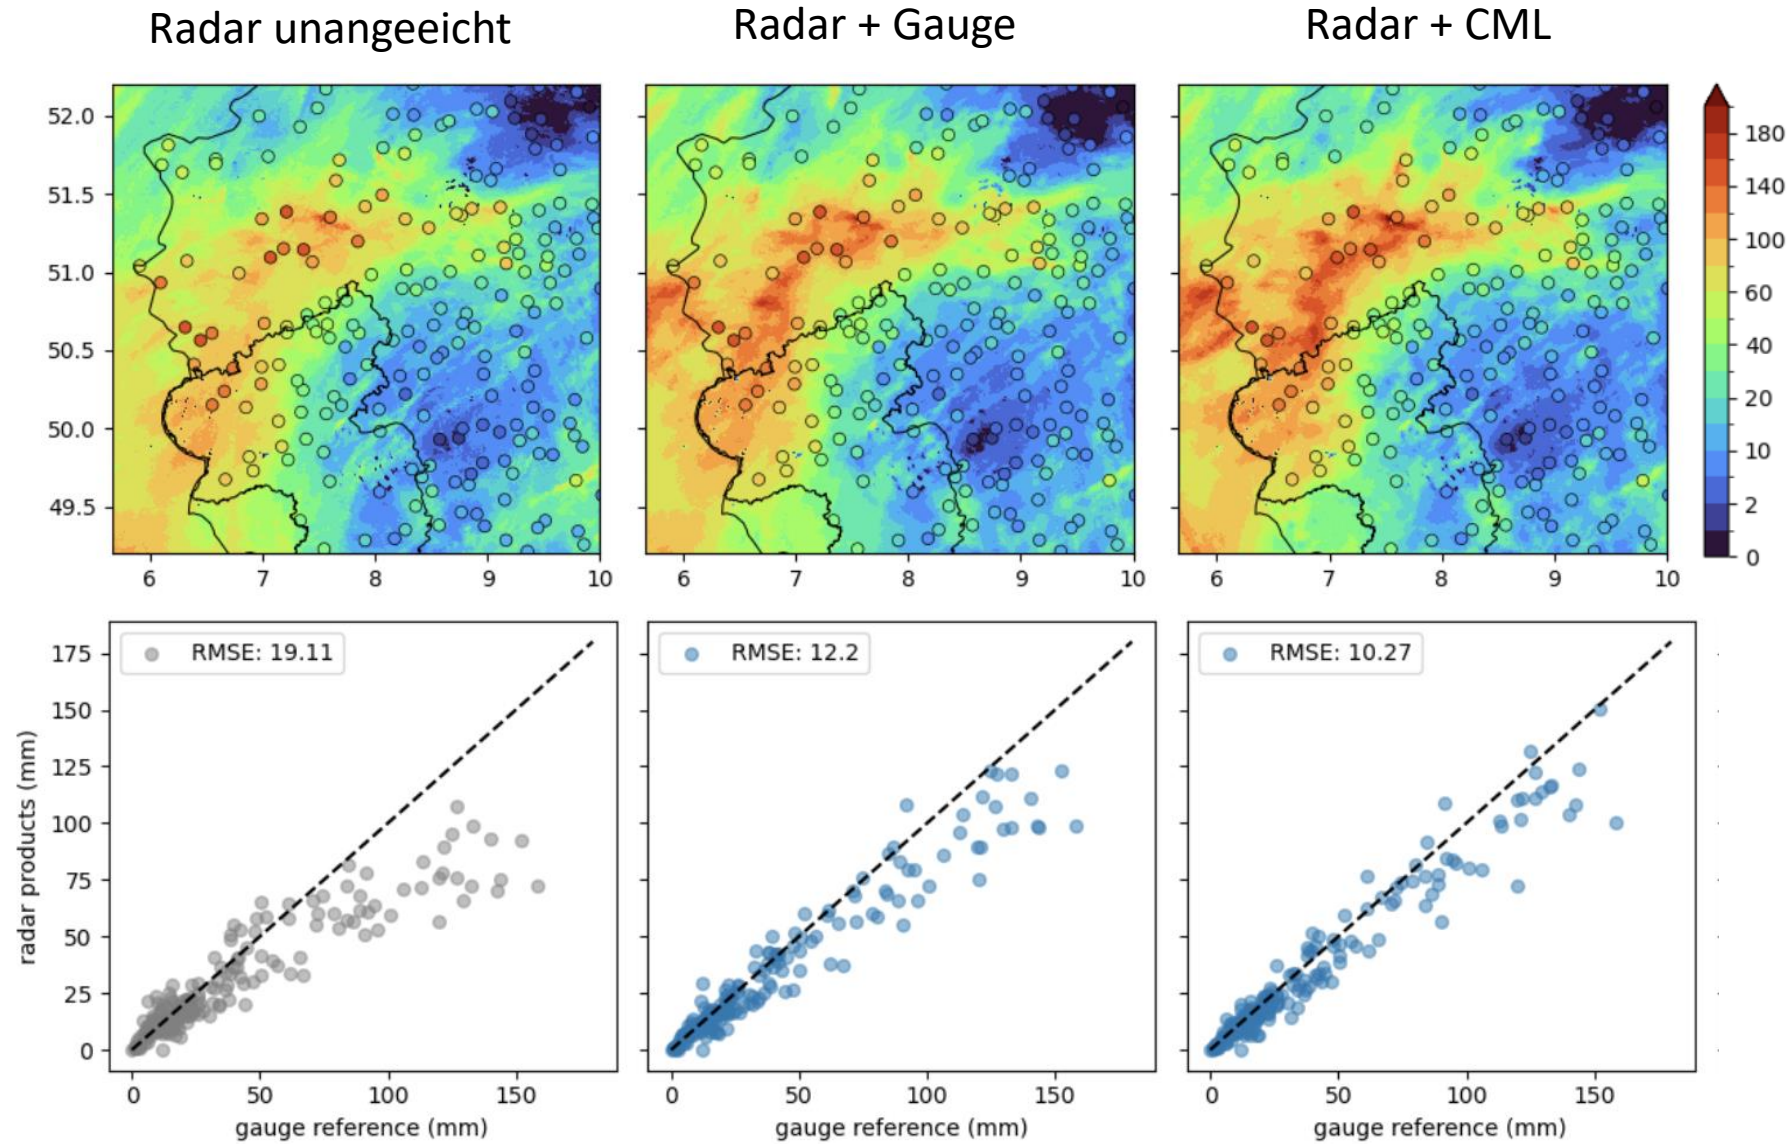 Radar unangeeicht
Radar + Gauge
Radar + CML
52.0
51.5
51.0
50.5
50.0
49.5
6 7 8 9 10
6 7 8 9 10
6 7 8 9 10
180
140
100
60
40
20
10
2
0
RMSE: 19.11
RMSE: 12.2
RMSE: 10.27
radar products (mm)
175
150
125
100
75
50
25
0
0 50 100 150
0 50 100 150
0 50 100 150
gauge reference (mm)
gauge reference (mm)
gauge reference (mm)